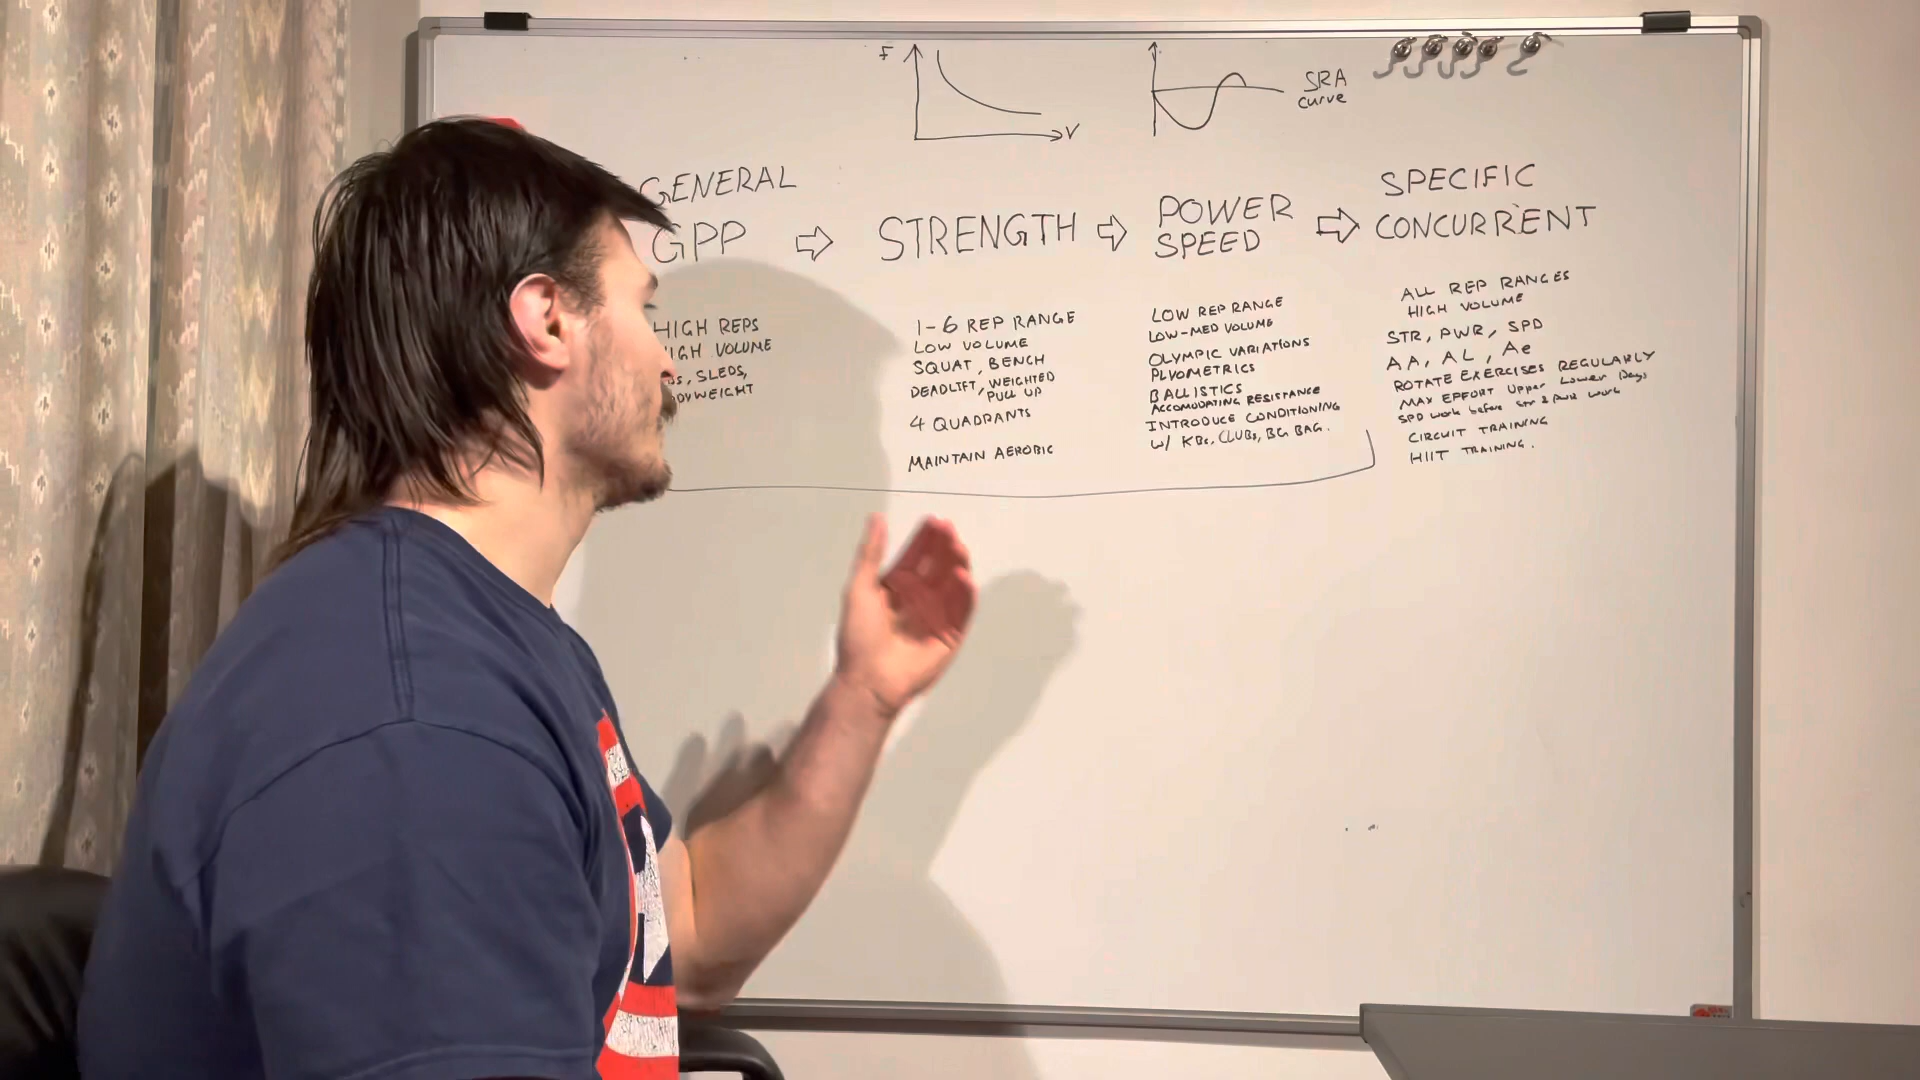 F
V
SRA
curve
GENERAL
GPP ⇨ STRENGTH ⇨ POWER SPEED ⇨ SPECIFIC CONCURRENT
HIGH REPS
HIGH VOLUME
SLEDS,
BODYWEIGHT
1-6 REP RANGE
LOW VOLUME
SQUAT, BENCH
DEADLIFT, WEIGHTED
PULL UP
4 QUADRANTS
MAINTAIN AEROBIC
LOW REP RANGE
LOW-MED VOLUME
OLYMPIC VARIATIONS
PLYOMETRICS
BALLISTICS
ACCOMODATING RESISTANCE
INTRODUCE CONDITIONING
W/ KBs, CLUBS, BG BAG.
ALL REP RANGES
HIGH VOLUME
STR, PWR, SPD
AA, AL, Ae
ROTATE EXERCISES REGULARLY
MAX EFFORT Upper Lower Days
SPD work before str & pwr work
CIRCUIT TRAINING
HIIT TRAINING.